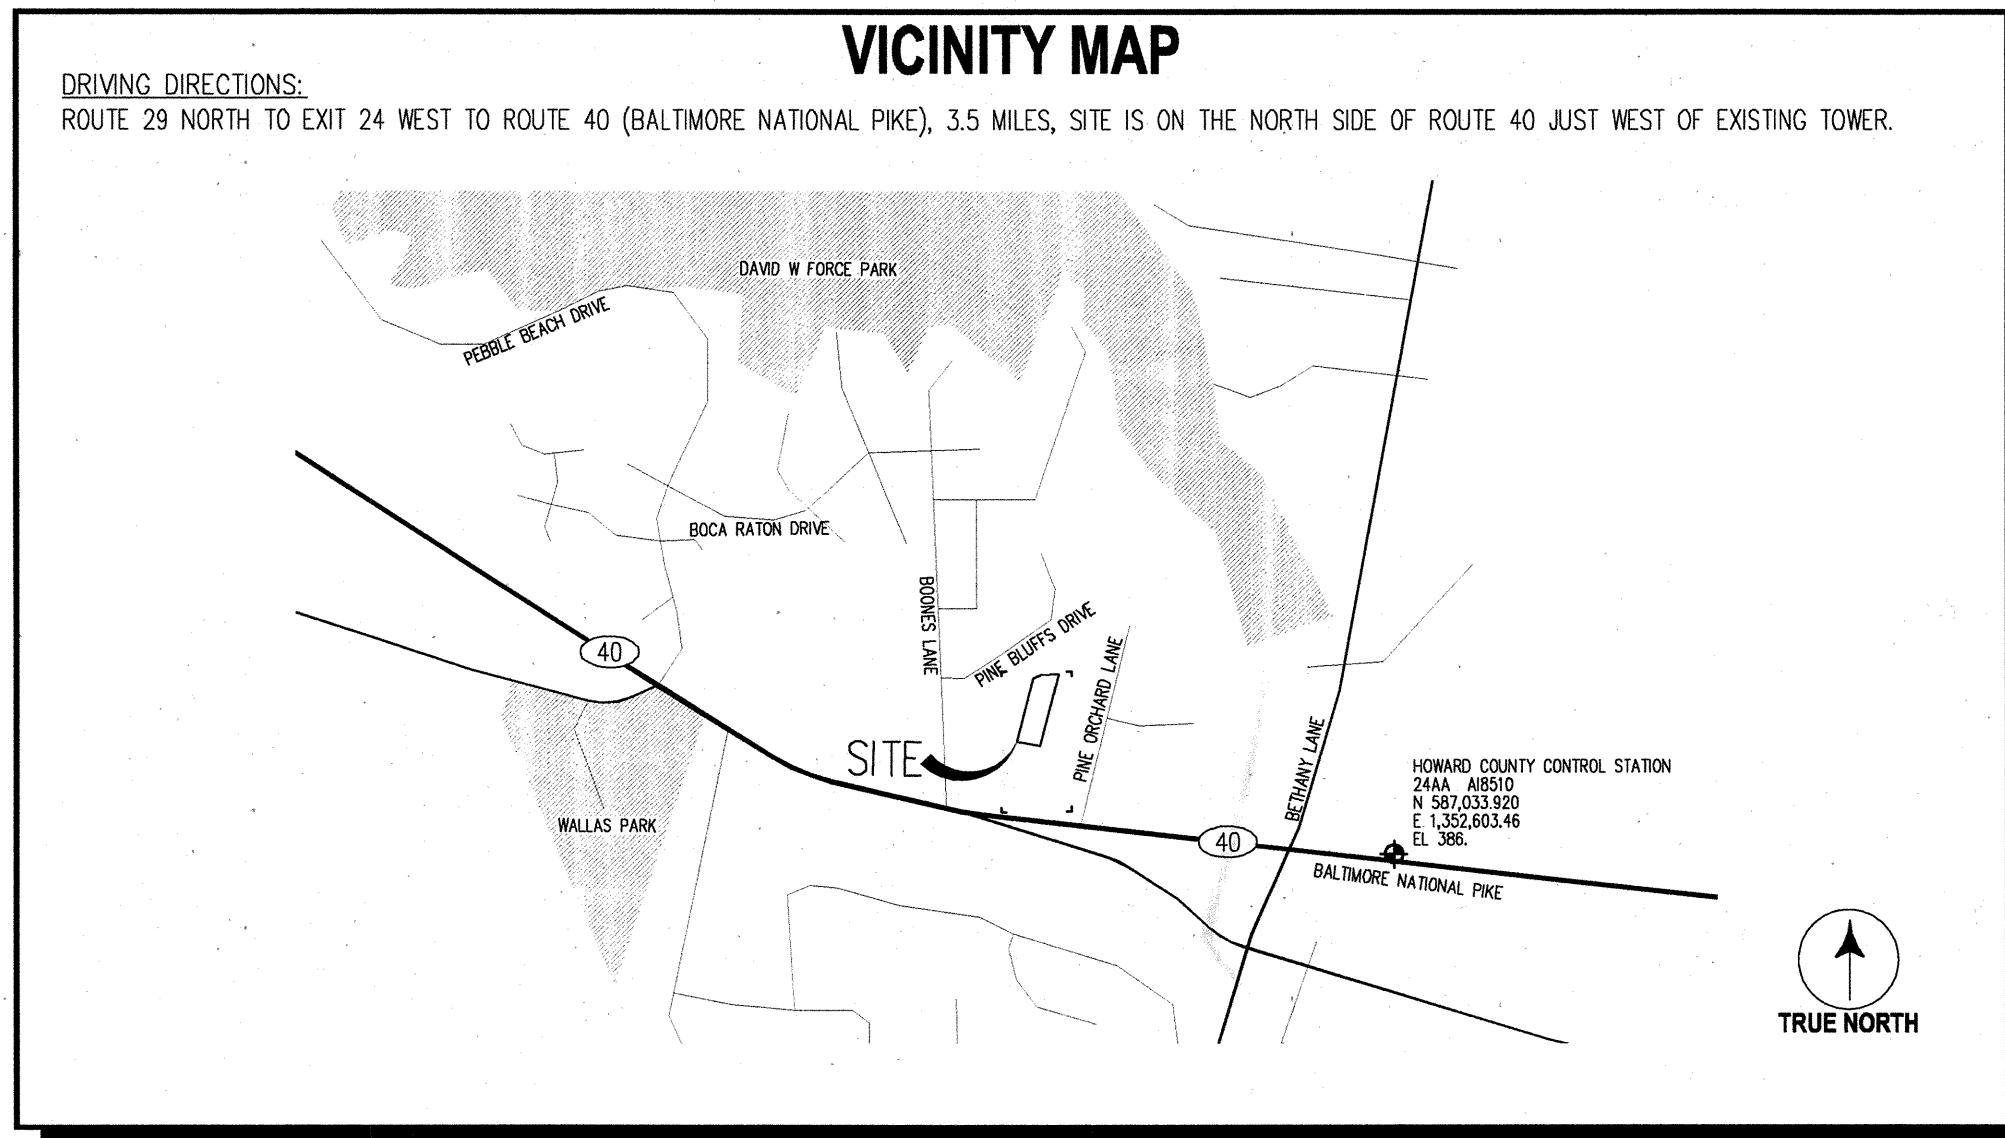 VICINITY MAP
DRIVING DIRECTIONS:
ROUTE 29 NORTH TO EXIT 24 WEST TO ROUTE 40 (BALTIMORE NATIONAL PIKE), 3.5 MILES, SITE IS ON THE NORTH SIDE OF ROUTE 40 JUST WEST OF EXISTING TOWER.
DAVID W FORCE PARK
PEBBLE BEACH DRIVE
BOCA RATON DRIVE
BOONES LANE
PINE BLUFFS DRIVE
40
PINE ORCHARD LANE
SITE
BETHANY LANE
HOWARD COUNTY CONTROL STATION
24AA AI8510
N 587,033.920
E 1,352,603.46
EL 386.
WALLAS PARK
40
BALTIMORE NATIONAL PIKE
TRUE NORTH